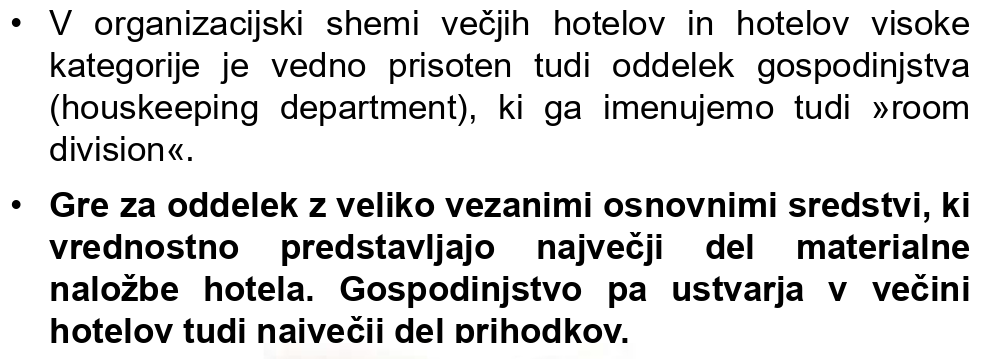 • V organizacijski shemi večjih hotelov in hotelov visoke
kategorije je vedno prisoten tudi oddelek gospodinjstva
(houskeeping department), ki ga imenujemo tudi »room
division«.
• Gre za oddelek z veliko vezanimi osnovnimi sredstvi, ki
vrednostno predstavljajo največji del materialne
naložbe hotela. Gospodinjstvo pa ustvarja v večini
hotelov tudi največji del prihodkov.